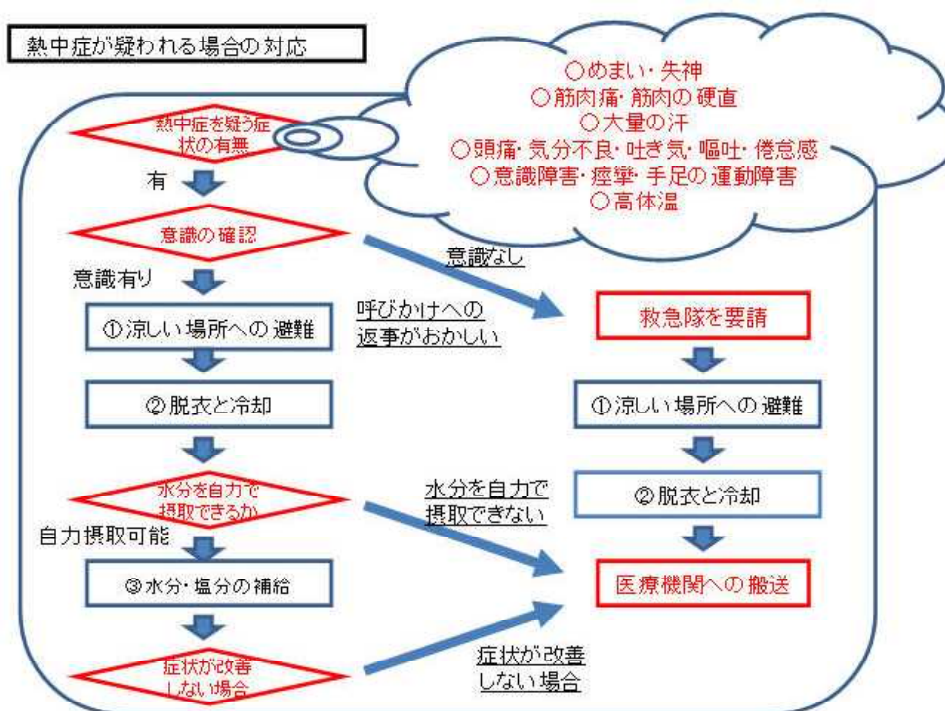 熱中症が疑われる場合の対応
○めまい・失神
○筋肉痛・筋肉の硬直
○大量の汗
○頭痛・気分不良・吐き気・嘔吐・倦怠感
○意識障害・痙攣・手足の運動障害
○高体温
熱中症を疑う症
状の有無
有
意識の確認
意識なし
意識有り
呼びかけへの
返事がおかしい
救急隊を要請
①涼しい場所への避難
①涼しい場所への避難
②脱衣と冷却
②脱衣と冷却
水分を自力で
摂取できるか
水分を自力で
摂取できない
自力摂取可能
③水分・塩分の補給
医療機関への搬送
症状が改善
しない場合
症状が改善
しない場合